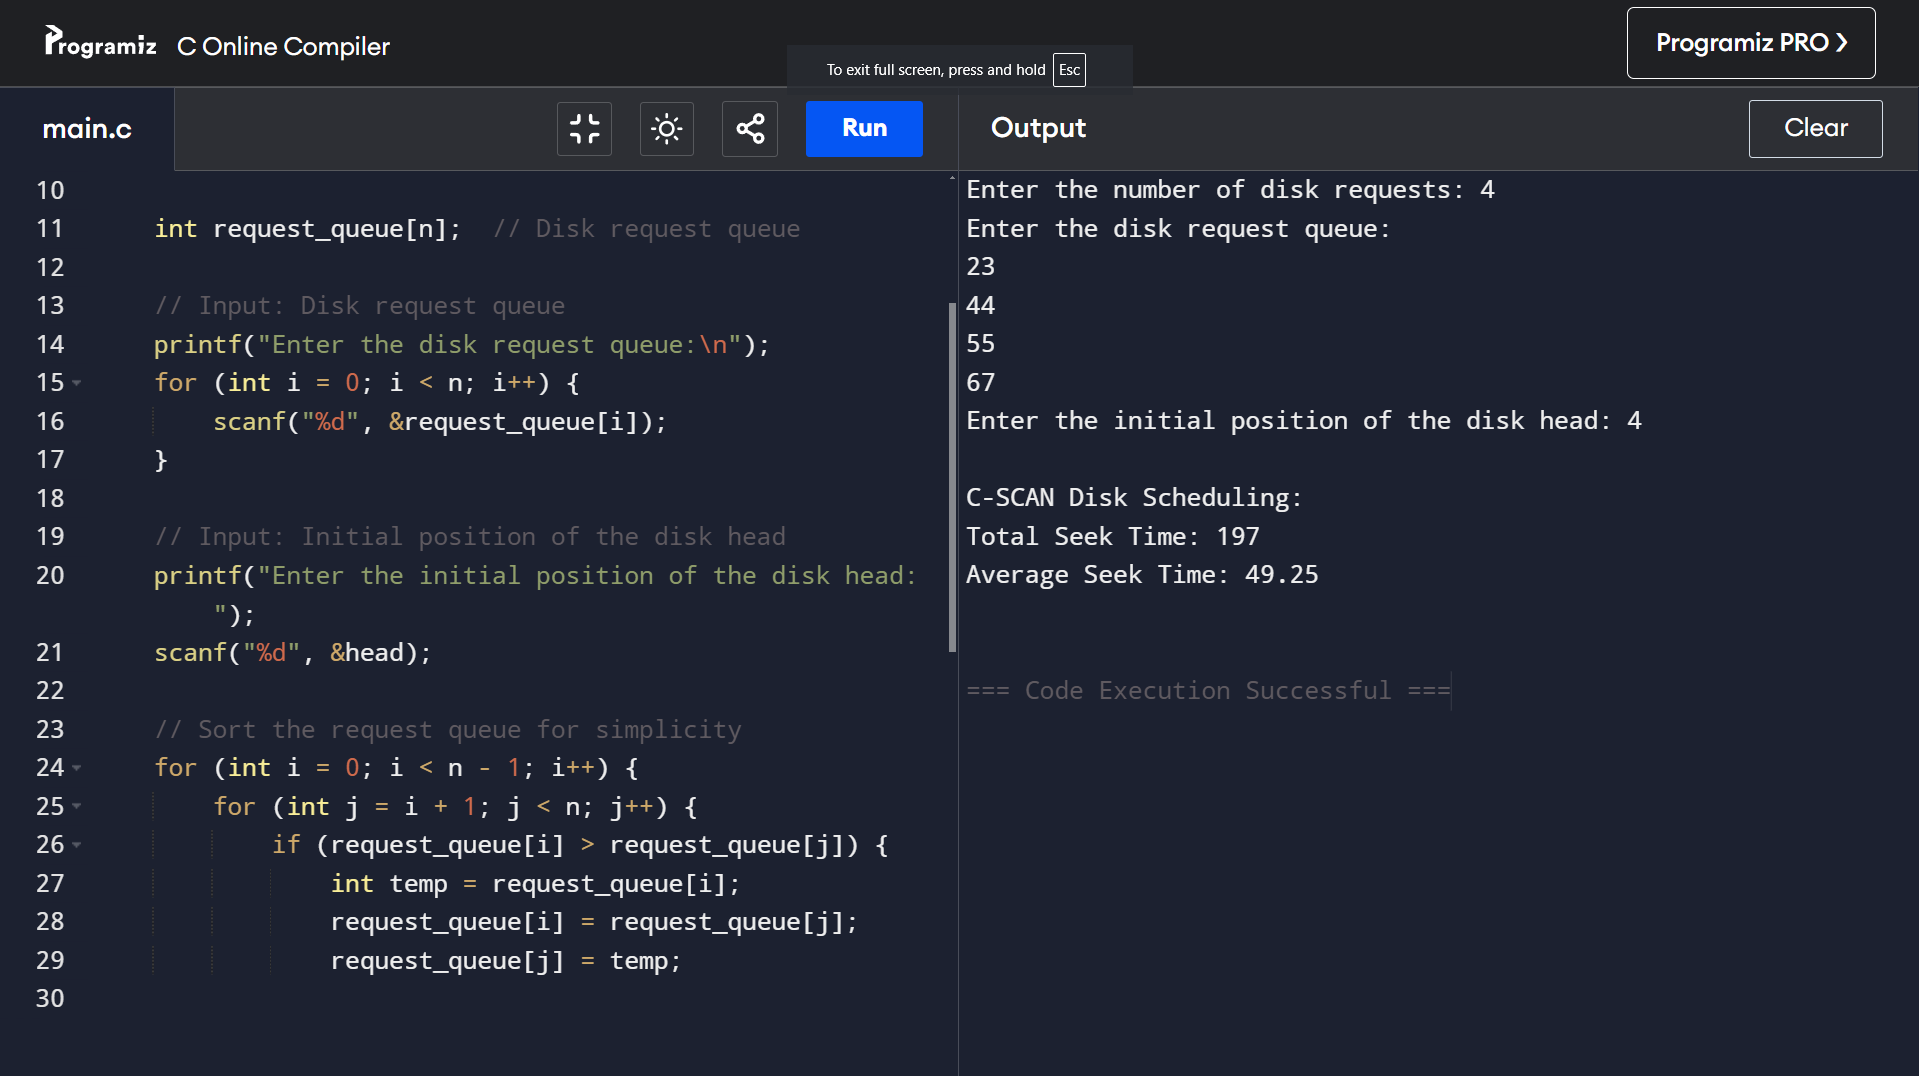 Programiz C Online Compiler
To exit full screen, press and hold Esc
Programiz PRO ❯
main.c
Run
Output
Clear
10
11 int request_queue[n];  // Disk request queue
12
13 // Input: Disk request queue
14 printf("Enter the disk request queue:\n");
15 for (int i = 0; i < n; i++) {
16 scanf("%d", &request_queue[i]);
17 }
18
19 // Input: Initial position of the disk head
20 printf("Enter the initial position of the disk head:
");
21 scanf("%d", &head);
22
23 // Sort the request queue for simplicity
24 for (int i = 0; i < n - 1; i++) {
25 for (int j = i + 1; j < n; j++) {
26 if (request_queue[i] > request_queue[j]) {
27 int temp = request_queue[i];
28 request_queue[i] = request_queue[j];
29 request_queue[j] = temp;
30
Enter the number of disk requests: 4
Enter the disk request queue:
23
44
55
67
Enter the initial position of the disk head: 4
C-SCAN Disk Scheduling:
Total Seek Time: 197
Average Seek Time: 49.25
=== Code Execution Successful ===